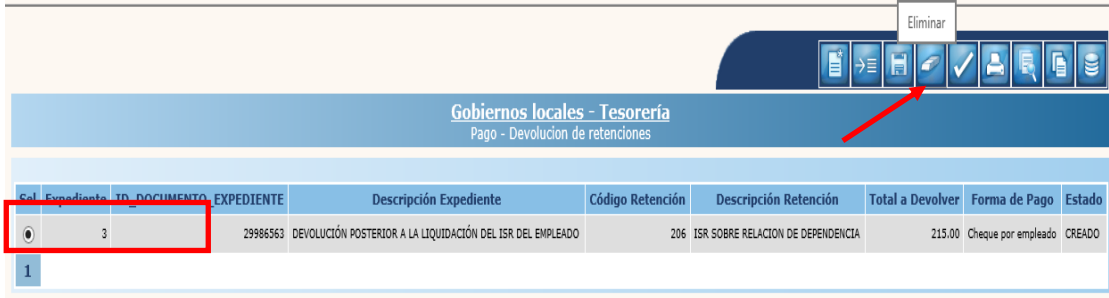 Eliminar
Gobiernos locales - Tesorería
Pago - Devolucion de retenciones
Sel Expediente ID_DOCUMENTO_EXPEDIENTE Descripción Expediente Código Retención Descripción Retención Total a Devolver Forma de Pago Estado
3 29986563 DEVOLUCIÓN POSTERIOR A LA LIQUIDACIÓN DEL ISR DEL EMPLEADO 206 ISR SOBRE RELACION DE DEPENDENCIA 215.00 Cheque por empleado CREADO
1